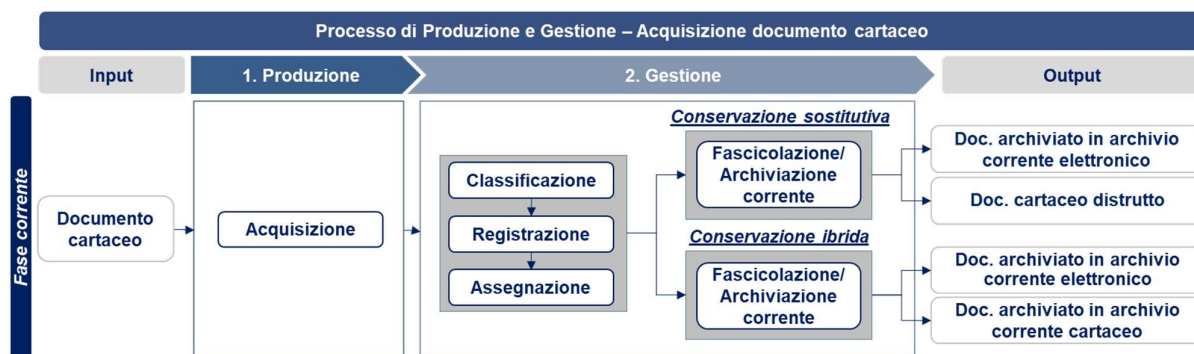 Processo di Produzione e Gestione – Acquisizione documento cartaceo
Input
1. Produzione
2. Gestione
Output
Fase corrente
Documento
cartaceo
Acquisizione
Classificazione
Registrazione
Assegnazione
Conservazione sostitutiva
Fascicolazione/
Archiviazione
corrente
Conservazione ibrida
Fascicolazione/
Archiviazione
corrente
Doc. archiviato in archivio
corrente elettronico
Doc. cartaceo distrutto
Doc. archiviato in archivio
corrente elettronico
Doc. archiviato in archivio
corrente cartaceo